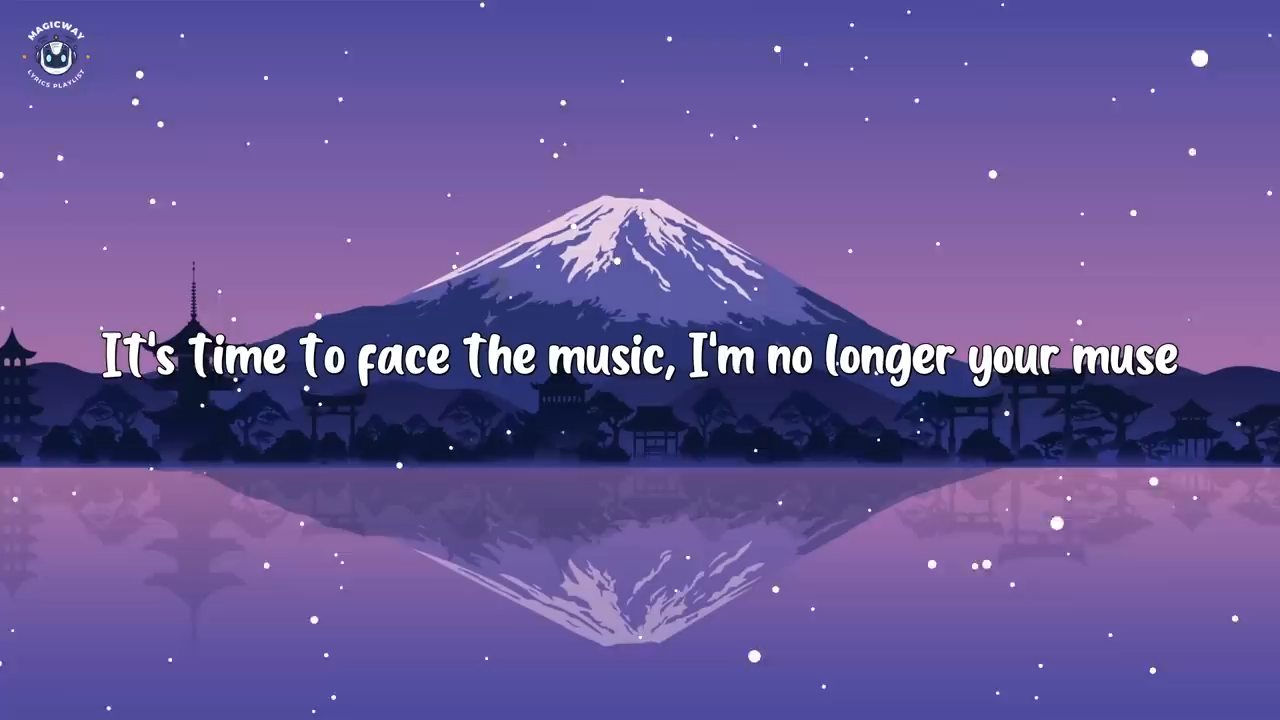 MAGICWAY
LYRICS PLAYLIST
It's time to face the music, I'm no longer your muse